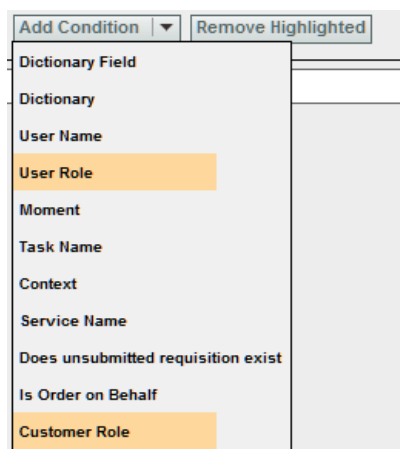 Add Condition Remove Highlighted
Dictionary Field
Dictionary
User Name
User Role
Moment
Task Name
Context
Service Name
Does unsubmitted requisition exist
Is Order on Behalf
Customer Role